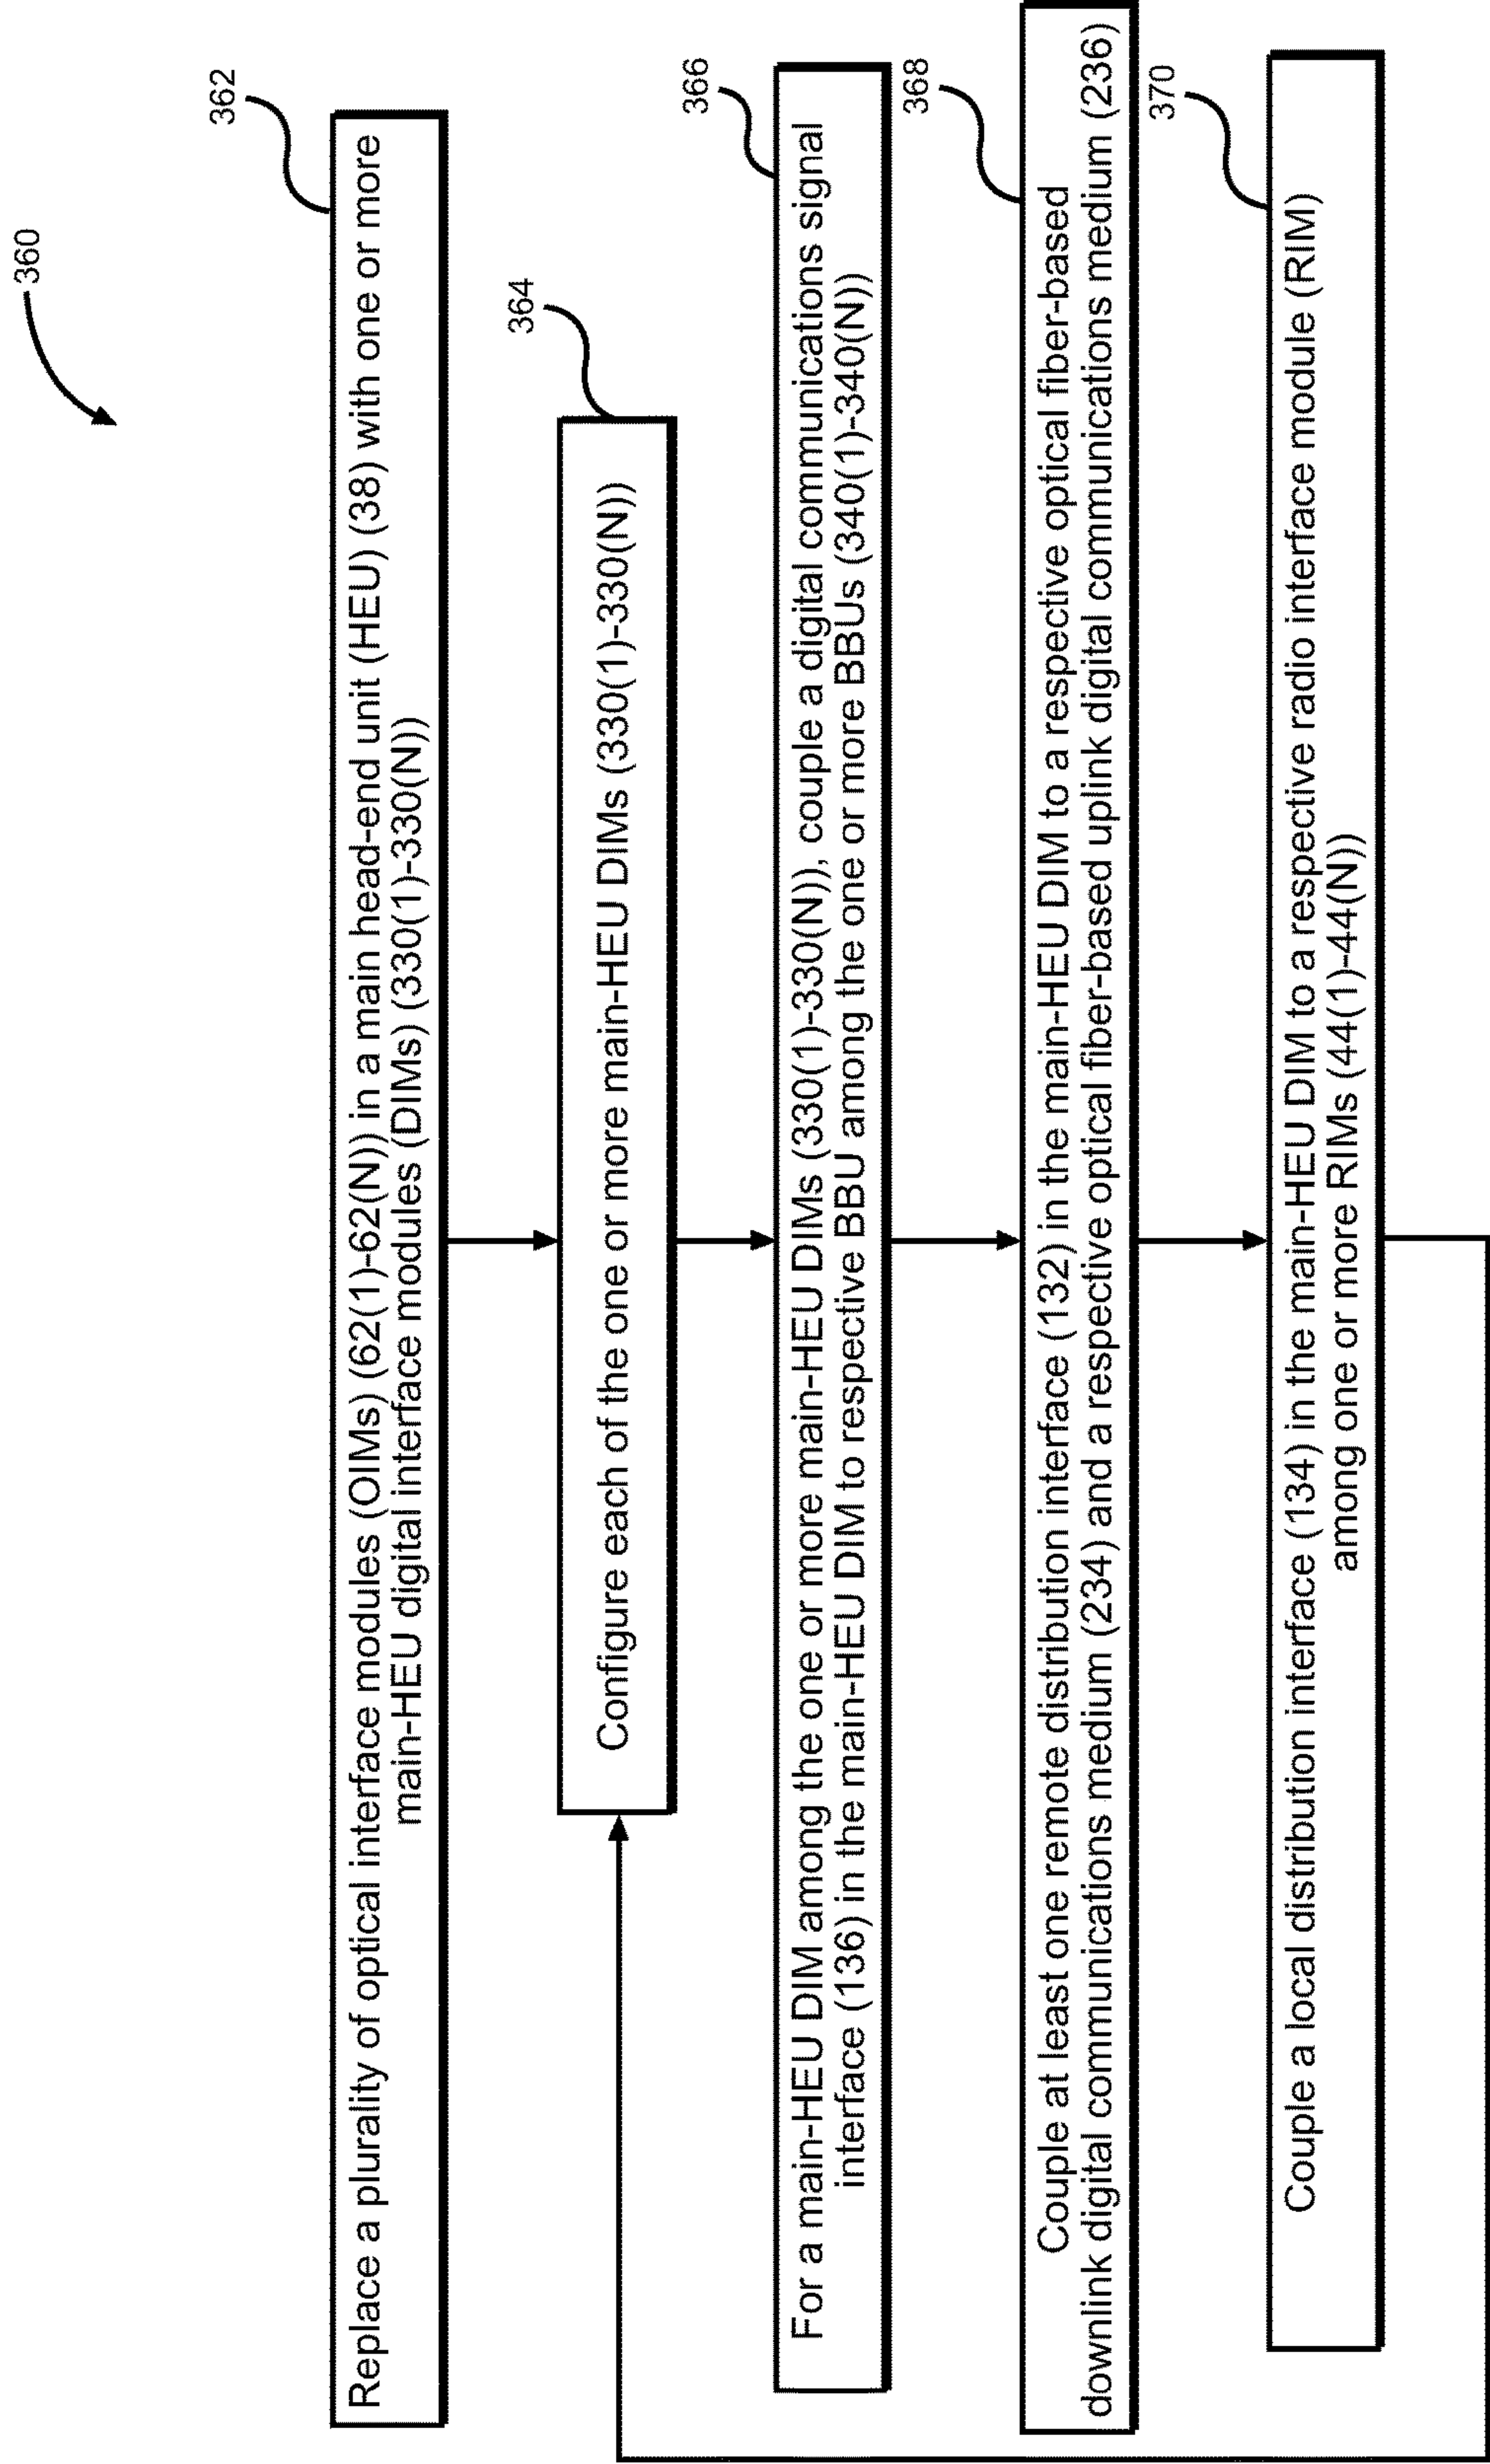 360
362
Replace a plurality of optical interface modules (OIMs) (62(1)-62(N)) in a main head-end unit (HEU) (38) with one or more
main-HEU digital interface modules (DIMs) (330(1)-330(N))
364
Configure each of the one or more main-HEU DIMs (330(1)-330(N))
366
For a main-HEU DIM among the one or more main-HEU DIMs (330(1)-330(N)), couple a digital communications signal
interface (136) in the main-HEU DIM to respective BBU among the one or more BBUs (340(1)-340(N))
368
Couple at least one remote distribution interface (132) in the main-HEU DIM to a respective optical fiber-based
downlink digital communications medium (234) and a respective optical fiber-based uplink digital communications medium (236)
370
Couple a local distribution interface (134) in the main-HEU DIM to a respective radio interface module (RIM)
among one or more RIMs (44(1)-44(N))